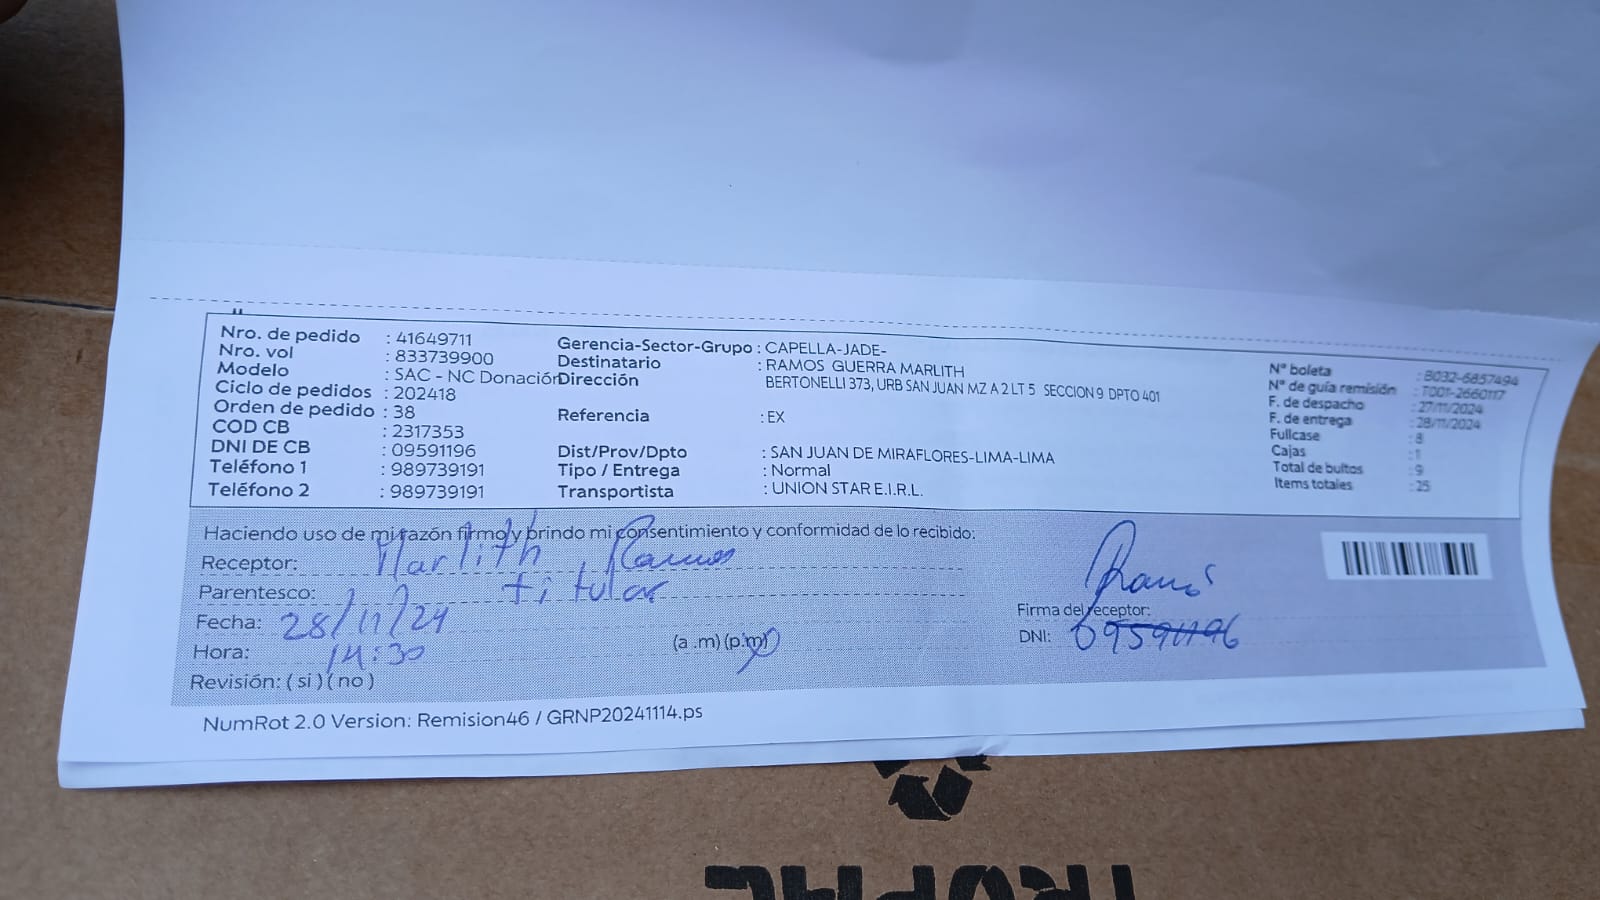 Nro. de pedido : 41649711
Nro. vol : 833739900
Modelo : SAC - NC Donación
Ciclo de pedidos : 202418
Orden de pedido : 38
COD CB : 2317353
DNI DE CB : 09591196
Teléfono 1 : 989739191
Teléfono 2 : 989739191
Gerencia-Sector-Grupo : CAPELLA-JADE-
Destinatario : RAMOS GUERRA MARLITH
Dirección BERTONELLI 373, URB SAN JUAN MZ A 2 LT 5 SECCION 9 DPTO 401
Referencia : EX
Dist/Prov/Dpto : SAN JUAN DE MIRAFLORES-LIMA-LIMA
Tipo / Entrega : Normal
Transportista : UNION STAR E.I.R.L.
N° boleta : B032-6857494
N° de guía remisión : T001-2660117
F. de despacho : 27/11/2024
F. de entrega : 28/11/2024
Fullcase : 8
Cajas : 1
Total de bultos : 9
Items totales : 25
Haciendo uso de mi razón firmo y brindo mi consentimiento y conformidad de lo recibido:
Receptor: Marlith Ramos
Parentesco: titular
Fecha: 28/11/24
Hora: 14:30 (a .m) (p.m)
Revisión: ( si ) ( no )
Ramos
Firma del receptor:
DNI: 09591196
NumRot 2.0 Version: Remision46 / GRNP20241114.ps